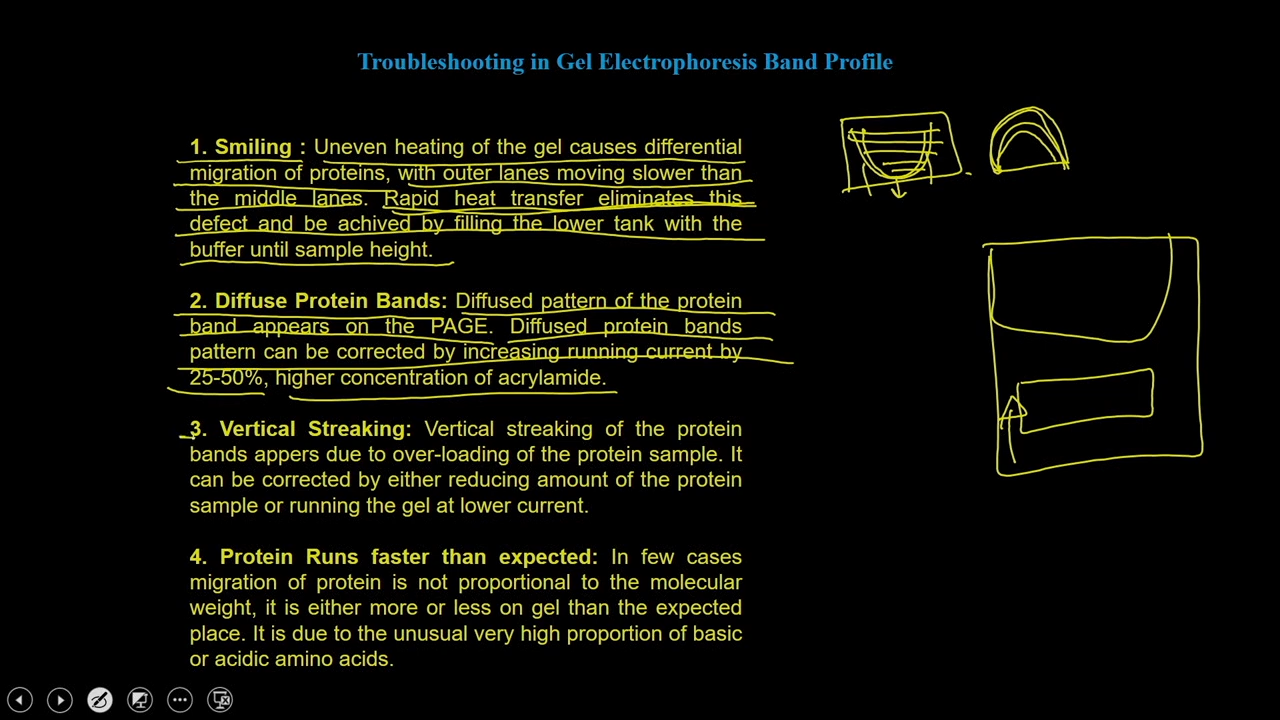 Troubleshooting in Gel Electrophoresis Band Profile
1. Smiling : Uneven heating of the gel causes differential
migration of proteins, with outer lanes moving slower than
the middle lanes. Rapid heat transfer eliminates this
defect and be achived by filling the lower tank with the
buffer until sample height.
2. Diffuse Protein Bands: Diffused pattern of the protein
band appears on the PAGE. Diffused protein bands
pattern can be corrected by increasing running current by
25-50%, higher concentration of acrylamide.
3. Vertical Streaking: Vertical streaking of the protein
bands appers due to over-loading of the protein sample. It
can be corrected by either reducing amount of the protein
sample or running the gel at lower current.
4. Protein Runs faster than expected: In few cases
migration of protein is not proportional to the molecular
weight, it is either more or less on gel than the expected
place. It is due to the unusual very high proportion of basic
or acidic amino acids.